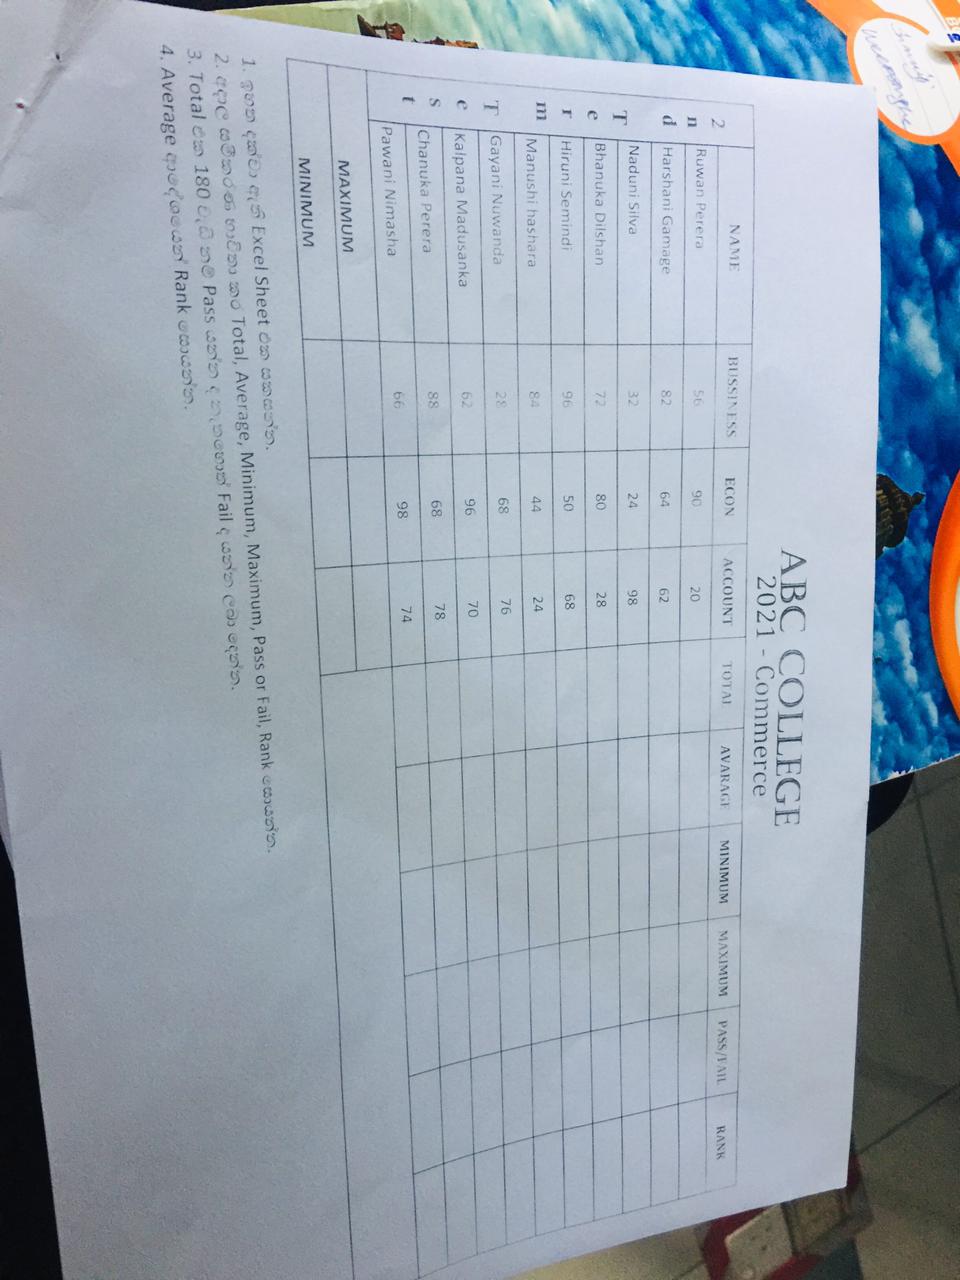 ABC COLLEGE
2021 - Commerce
2nd Term Test
NAME BUSSINESS ECON ACCOUNT TOTAL AVARAGE MINIMUM MAXIMUM PASS/FAIL RANK
Ruwan Perera 56 90 20
Harshani Gamage 82 64 62
Naduni Silva 32 24 98
Bhanuka Dilshan 72 80 28
Hiruni Semindi 96 50 68
Manushi hashara 84 44 24
Gayani Nuwanda 28 68 76
Kalpana Madusanka 62 96 70
Chanuka Perera 88 68 78
Pawani Nimasha 66 98 74
MAXIMUM
MINIMUM
1. ඉහත දක්වා ඇති Excel Sheet එක සකසන්න.
2. අදාල සමීකරණ භාවිතා කර Total, Average, Minimum, Maximum, Pass or Fail, Rank සොයන්න.
3. Total එක 180 වැඩි නම් Pass යන්න ද නැතහොත් Fail ද යන්න ලබා දෙන්න.
4. Average ආදේශයෙන් Rank සොයන්න.